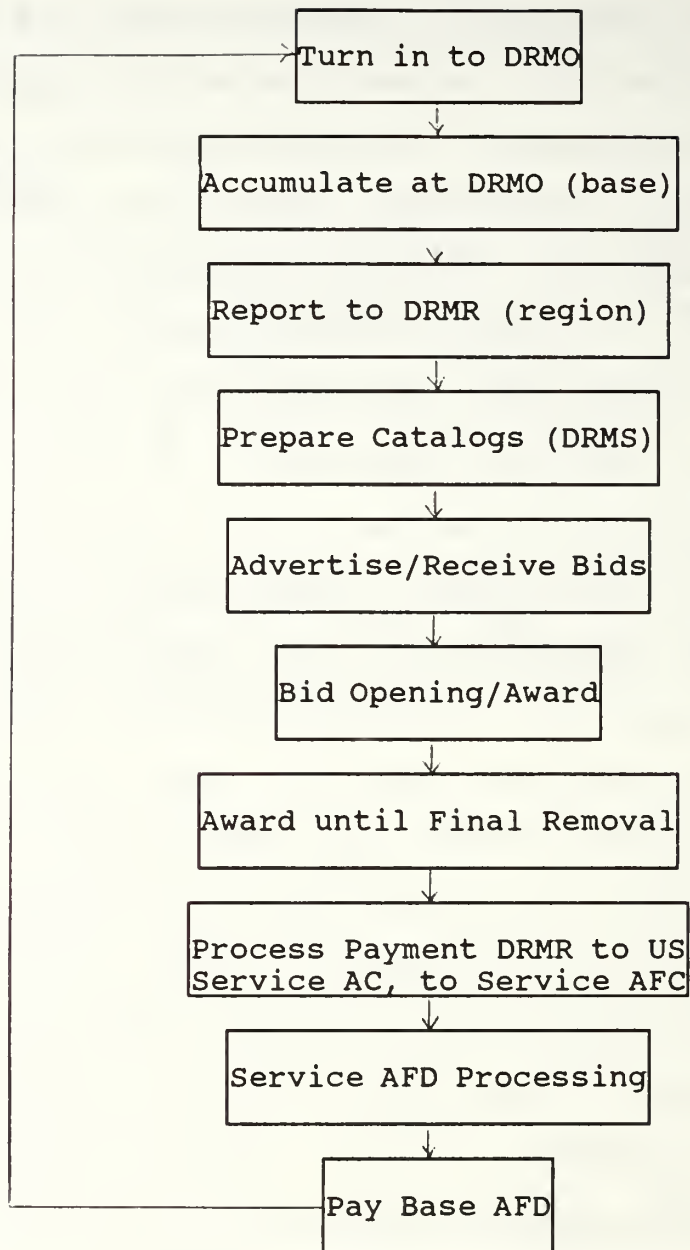 Turn in to DRMO
Accumulate at DRMO (base)
Report to DRMR (region)
Prepare Catalogs (DRMS)
Advertise/Receive Bids
Bid Opening/Award
Award until Final Removal
Process Payment DRMR to US
Service AC, to Service AFC
Service AFD Processing
Pay Base AFD